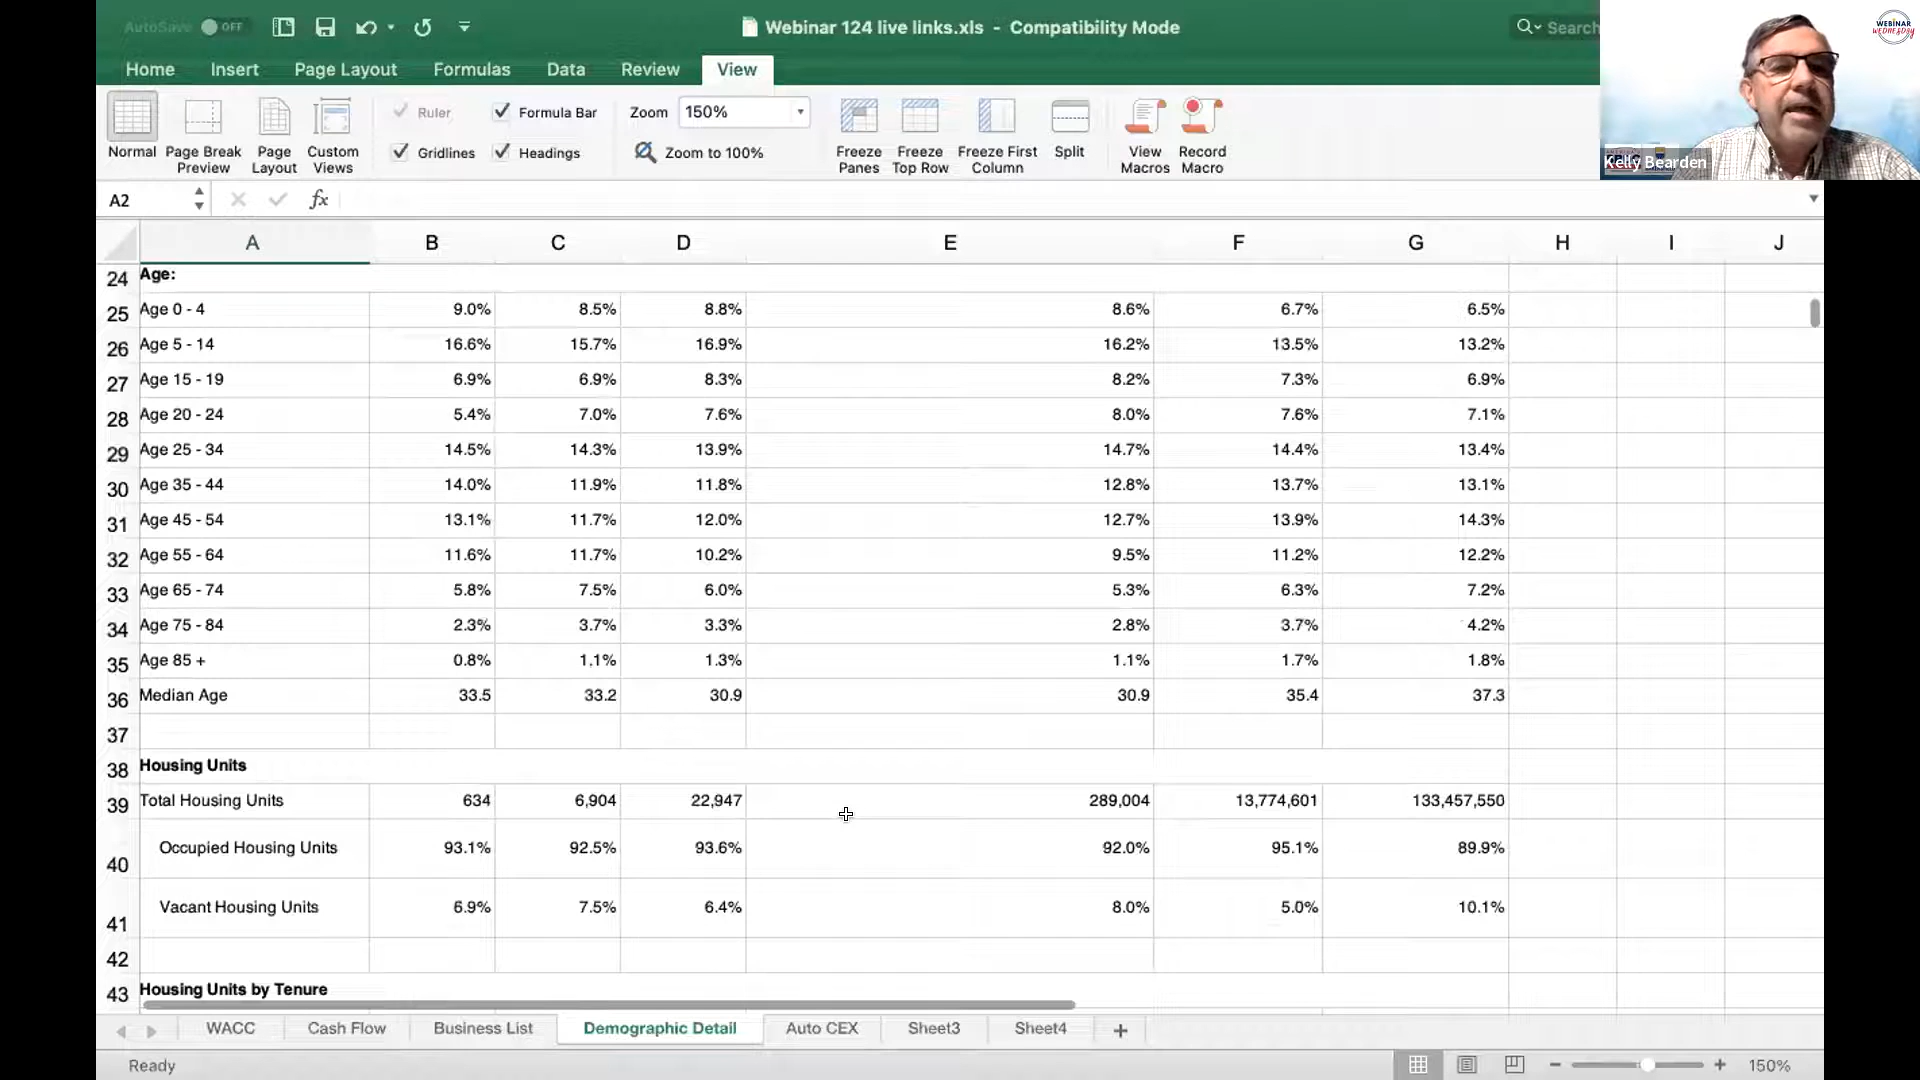 AutoSave OFF
Webinar 124 live links.xls - Compatibility Mode
Search
WEBINAR
WEDNESDAY
Home Insert Page Layout Formulas Data Review View
Normal
Page Break Preview
Page Layout
Custom Views
Ruler
Formula Bar
Gridlines
Headings
Zoom 150%
Zoom to 100%
Freeze Panes
Freeze Top Row
Freeze First Column
Split
View Macros
Record Macro
Kelly Bearden
A2 fx
A B C D E F G H I J
24 Age:
25 Age 0 - 4 9.0% 8.5% 8.8% 8.6% 6.7% 6.5%
26 Age 5 - 14 16.6% 15.7% 16.9% 16.2% 13.5% 13.2%
27 Age 15 - 19 6.9% 6.9% 8.3% 8.2% 7.3% 6.9%
28 Age 20 - 24 5.4% 7.0% 7.6% 8.0% 7.6% 7.1%
29 Age 25 - 34 14.5% 14.3% 13.9% 14.7% 14.4% 13.4%
30 Age 35 - 44 14.0% 11.9% 11.8% 12.8% 13.7% 13.1%
31 Age 45 - 54 13.1% 11.7% 12.0% 12.7% 13.9% 14.3%
32 Age 55 - 64 11.6% 11.7% 10.2% 9.5% 11.2% 12.2%
33 Age 65 - 74 5.8% 7.5% 6.0% 5.3% 6.3% 7.2%
34 Age 75 - 84 2.3% 3.7% 3.3% 2.8% 3.7% 4.2%
35 Age 85 + 0.8% 1.1% 1.3% 1.1% 1.7% 1.8%
36 Median Age 33.5 33.2 30.9 30.9 35.4 37.3
37
38 Housing Units
39 Total Housing Units 634 6,904 22,947 289,004 13,774,601 133,457,550
40 Occupied Housing Units 93.1% 92.5% 93.6% 92.0% 95.1% 89.9%
41 Vacant Housing Units 6.9% 7.5% 6.4% 8.0% 5.0% 10.1%
42
43 Housing Units by Tenure
WACC Cash Flow Business List Demographic Detail Auto CEX Sheet3 Sheet4 +
Ready 150%